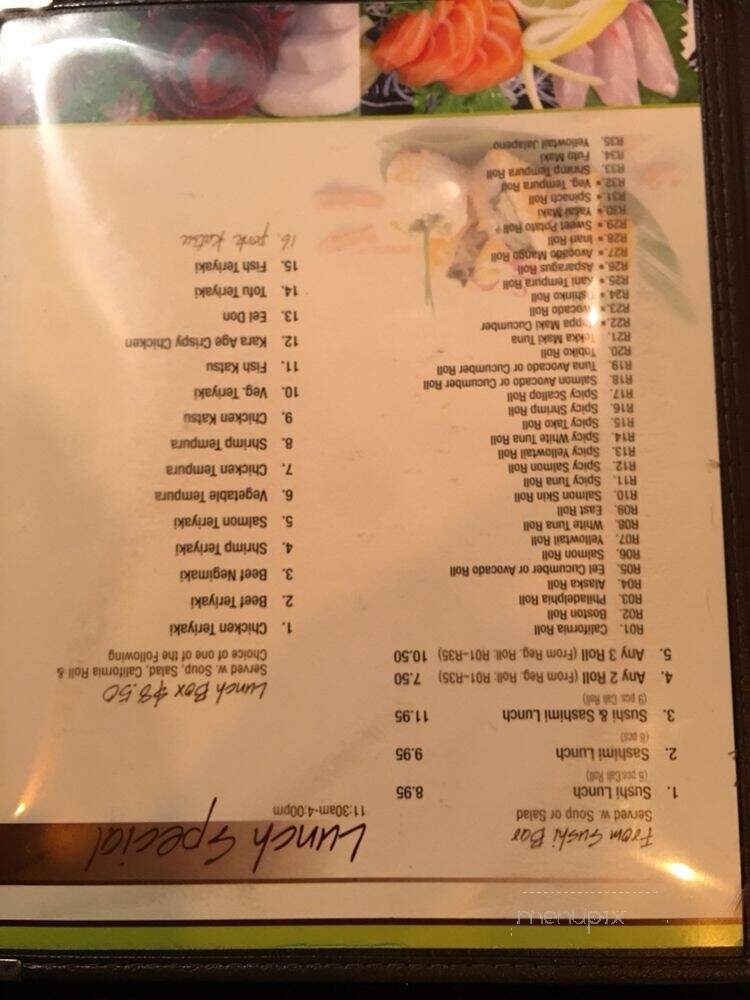 Lunch Special
11:30am-4:00pm
From Sushi Bar
Served w. Soup or Salad
1. Sushi Lunch 8.95
(5 pcs Cali Roll)
2. Sashimi Lunch 9.95
(8 pcs)
3. Sushi & Sashimi Lunch 11.95
(9 pcs. Cali Roll)
4. Any 2 Roll (From Reg. Roll: R01~R35) 7.50
5. Any 3 Roll (From Reg. Roll: R01~R35) 10.50
R01. California Roll
R02. Boston Roll
R03. Philadelphia Roll
R04. Alaska Roll
R05. Eel Cucumber or Avocado Roll
R06. Salmon Roll
R07. Yellowtail Roll
R08. White Tuna Roll
R09. East Roll
R10. Salmon Skin Roll
R11. Spicy Tuna Roll
R12. Spicy Salmon Roll
R13. Spicy Yellowtail Roll
R14. Spicy White Tuna Roll
R15. Spicy Tako Roll
R16. Spicy Shrimp Roll
R17. Spicy Scallop Roll
R18. Salmon Avocado or Cucumber Roll
R19. Tuna Avocado or Cucumber Roll
R20. Tobiko Roll
R21. Tekka Maki Tuna
R22. Kappa Maki Cucumber
R23. Avocado Roll
R24. Oshinko Roll
R25. Kani Tempura Roll
R26. Asparagus Roll
R27. Avocado Mango Roll
R28. Inari Roll
R29. Sweet Potato Roll
R30. Yasai Maki
R31. Spinach Roll
R32. Veg. Tempura Roll
R33. Shrimp Tempura Roll
R34. Futo Maki
R35. Yellowtail Jalapeno
Lunch Box $8.50
Served w. Soup, Salad, California Roll &
Choice of one of the Following
1. Chicken Teriyaki
2. Beef Teriyaki
3. Beef Negimaki
4. Shrimp Teriyaki
5. Salmon Teriyaki
6. Vegetable Tempura
7. Chicken Tempura
8. Shrimp Tempura
9. Chicken Katsu
10. Veg. Teriyaki
11. Fish Katsu
12. Kara Age Crispy Chicken
13. Eel Don
14. Tofu Teriyaki
15. Fish Teriyaki
16. pork Katsu
menupix